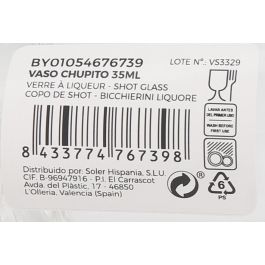 BY01054676739
LOTE Nº: VS3329
VASO CHUPITO 35ML
VERRE À LIQUEUR - SHOT GLASS
COPO DE SHOT - BICCHIERINI LIQUORE
LAVAR ANTES
DEL PRIMER USO
WASH BEFORE
FIRST USE
8 433774 767398
Distribuido por: Soler Hispania, S.L.U.
CIF. B-96947916 - P.I. El Carrascot
Avda. del Plàstic, 17 - 46850
L'Olleria, Valencia (Spain)
6
PS